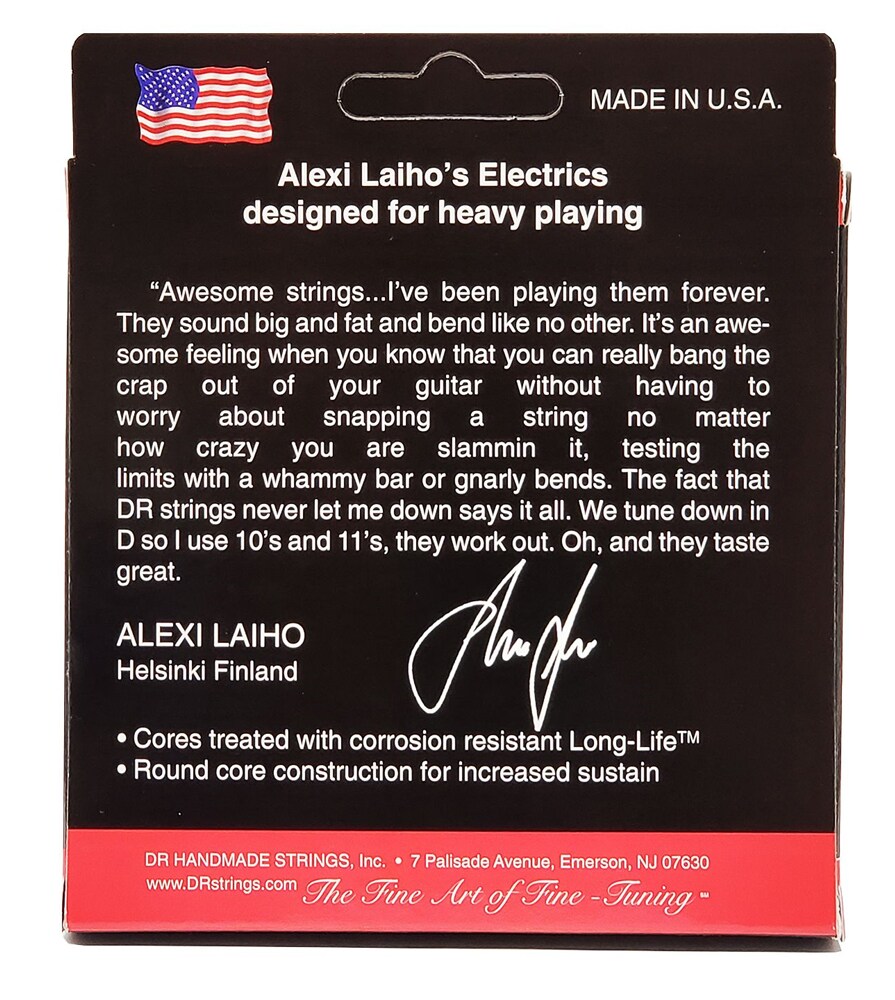 MADE IN U.S.A.
Alexi Laiho's Electrics
designed for heavy playing
“Awesome strings...I've been playing them forever.
They sound big and fat and bend like no other. It's an awe-
some feeling when you know that you can really bang the
crap out of your guitar without having to
worry about snapping a string no matter
how crazy you are slammin it, testing the
limits with a whammy bar or gnarly bends. The fact that
DR strings never let me down says it all. We tune down in
D so I use 10's and 11's, they work out. Oh, and they taste
great.
ALEXI LAIHO
Helsinki Finland
• Cores treated with corrosion resistant Long-Life™
• Round core construction for increased sustain
DR HANDMADE STRINGS, Inc. • 7 Palisade Avenue, Emerson, NJ 07630
www.DRstrings.com The Fine Art of Fine - Tuning ℠